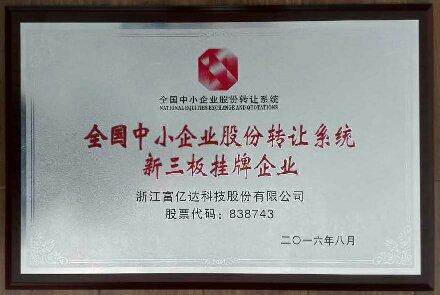 全国中小企业股份转让系统
NATIONAL EQUITIES EXCHANGE AND QUOTATIONS
全国中小企业股份转让系统
新三板挂牌企业
浙江富亿达科技股份有限公司
股票代码：838743
二〇一六年八月